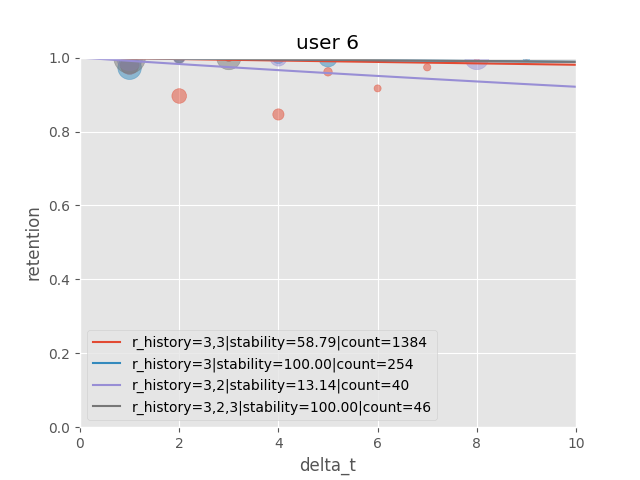 user 6
1.0
0.8
0.6
0.4
0.2
0.0
retention
r_history=3,3|stability=58.79|count=1384
r_history=3|stability=100.00|count=254
r_history=3,2|stability=13.14|count=40
r_history=3,2,3|stability=100.00|count=46
0 2 4 6 8 10
delta_t